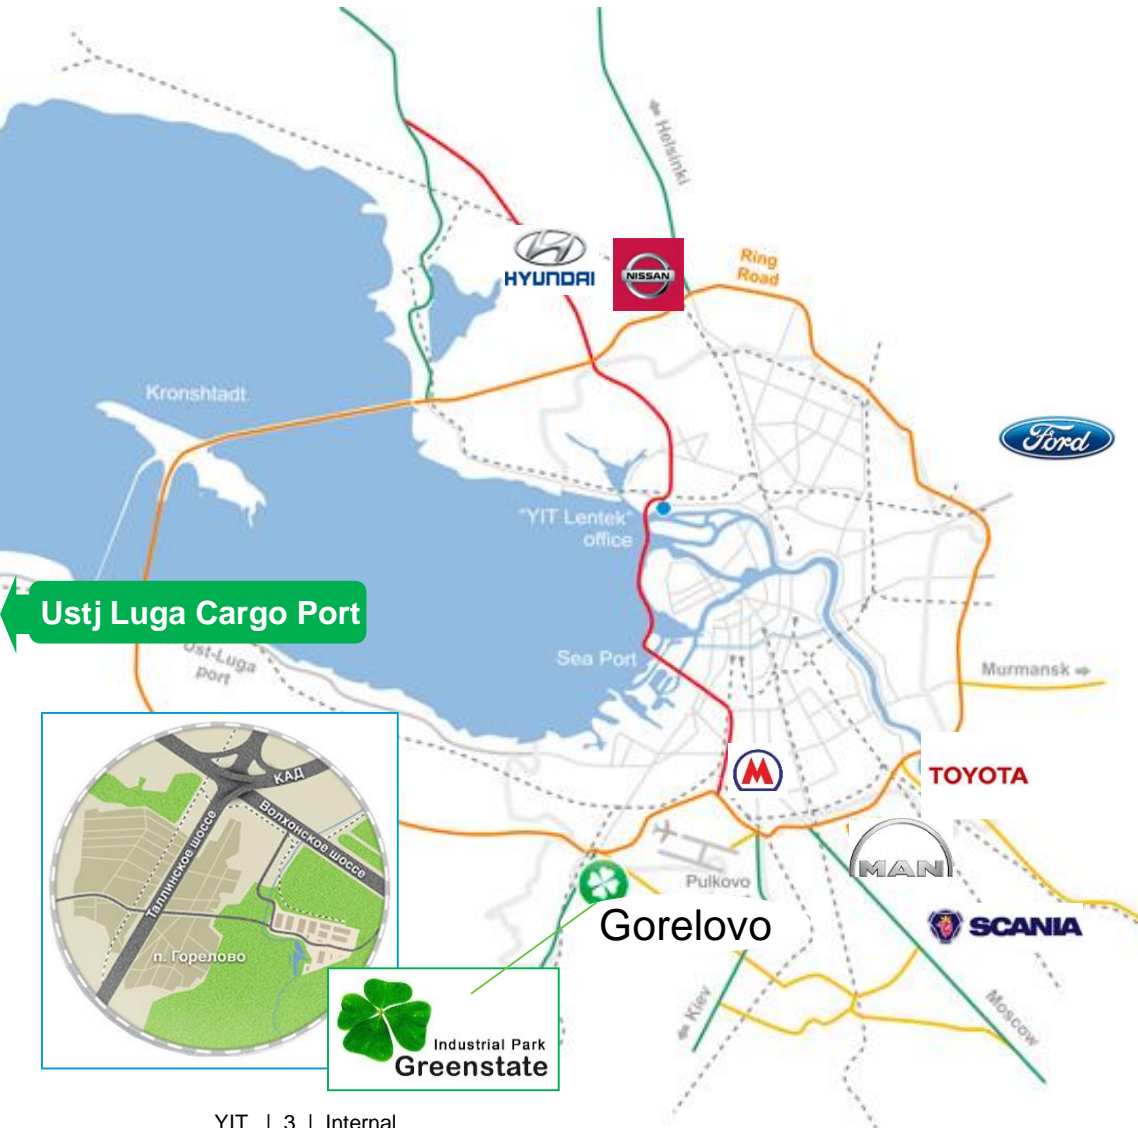 Helsinki
HYUNDAI
NISSAN
Ring
Road
Kronshtadt
Ford
"YIT Lentek"
office
Ustj Luga Cargo Port
Sea Port
Ust-Luga
port
Murmansk
КАД
Волхонское шоссе
Таллинское шоссе
п. Горелово
M
TOYOTA
MAN
Pulkovo
SCANIA
Gorelovo
Kiev
Moscow
Industrial Park
Greenstate
YIT | 3 | Internal